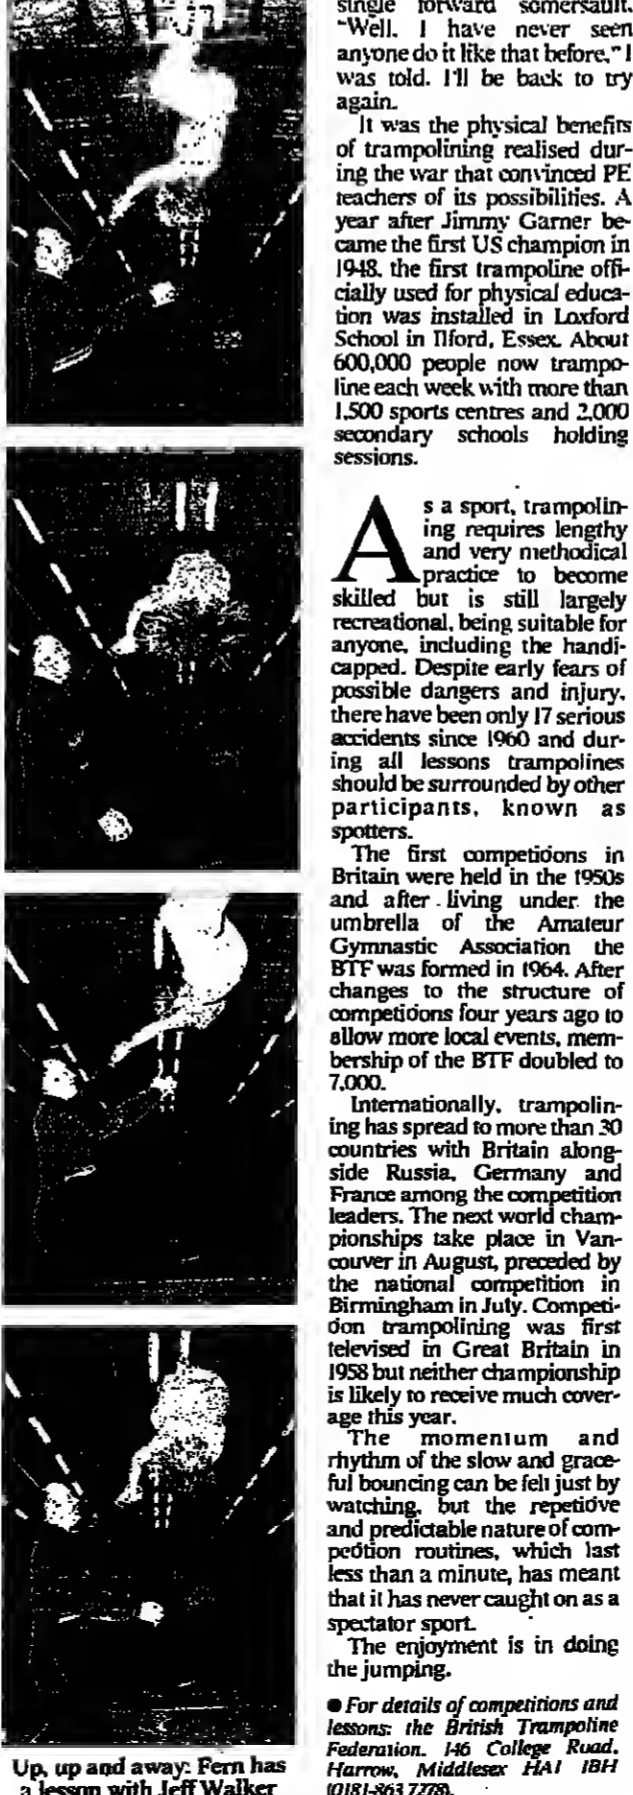 single forward somersault.
"Well, I have never seen
anyone do it like that before," I
was told. I'll be back to try
again.
It was the physical benefits
of trampolining realised dur-
ing the war that convinced PE
teachers of its possibilities. A
year after Jimmy Garner be-
came the first US champion in
1948, the first trampoline offi-
cially used for physical educa-
tion was installed in Loxford
School in Ilford, Essex. About
600,000 people now trampo-
line each week with more than
1,500 sports centres and 2,000
secondary schools holding
sessions.
As a sport, trampolin-
ing requires lengthy
and very methodical
practice to become
skilled but is still largely
recreational, being suitable for
anyone, including the handi-
capped. Despite early fears of
possible dangers and injury,
there have been only 17 serious
accidents since 1960 and dur-
ing all lessons trampolines
should be surrounded by other
participants, known as
spotters.
The first competitions in
Britain were held in the 1950s
and after living under the
umbrella of the Amateur
Gymnastic Association the
BTF was formed in 1964. After
changes to the structure of
competitions four years ago to
allow more local events, mem-
bership of the BTF doubled to
7,000.
Internationally, trampolin-
ing has spread to more than 30
countries with Britain along-
side Russia, Germany and
France among the competition
leaders. The next world cham-
pionships take place in Van-
couver in August, preceded by
the national competition in
Birmingham in July. Competi-
tion trampolining was first
televised in Great Britain in
1958 but neither championship
is likely to receive much cover-
age this year.
The momentum and
rhythm of the slow and grace-
ful bouncing can be felt just by
watching, but the repetitive
and predictable nature of com-
petition routines, which last
less than a minute, has meant
that it has never caught on as a
spectator sport.
The enjoyment is in doing
the jumping.
● For details of competitions and
lessons: the British Trampoline
Federation, 146 College Road,
Harrow, Middlesex HA1 1BH
(0181-863 7278).
Up, up and away: Fern has
a lesson with Jeff Walker